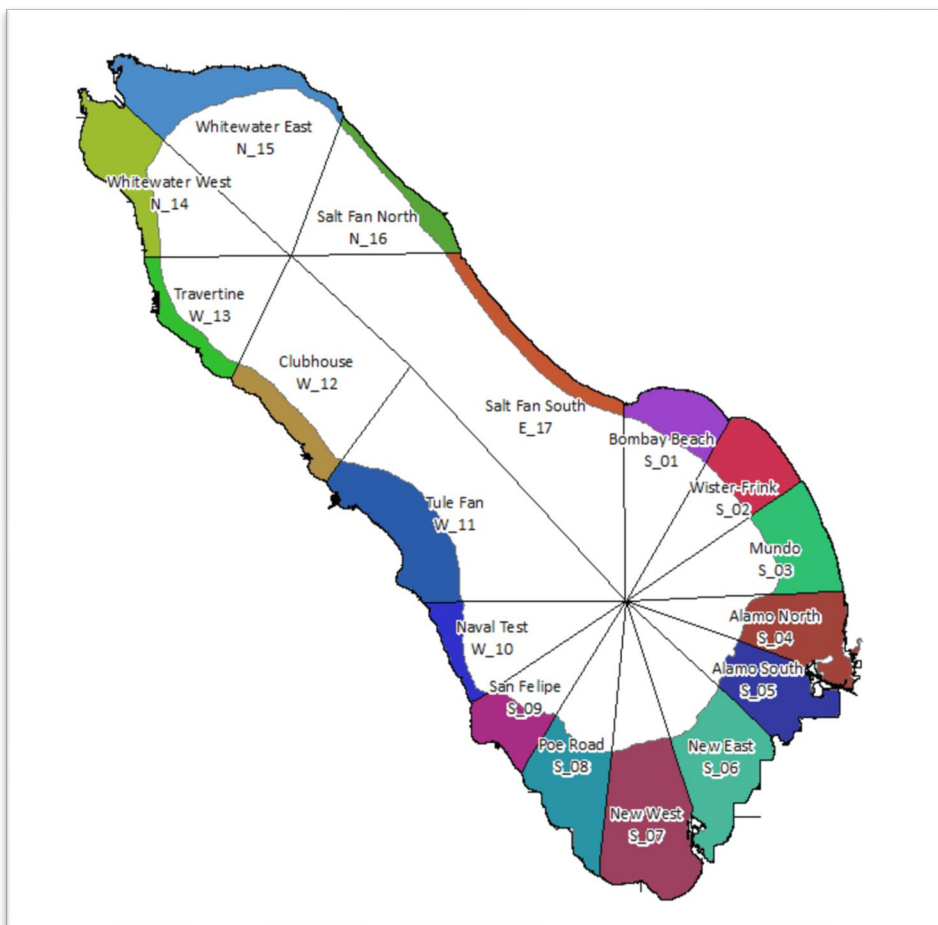 Whitewater East
N_15
Whitewater West
N_14
Salt Fan North
N_16
Travertine
W_13
Clubhouse
W_12
Salt Fan South
E_17
Bombay Beach
S_01
Wister-Frink
S_02
Tule Fan
W_11
Mundo
S_03
Alamo North
S_04
Naval Test
W_10
Alamo South
S_05
San Felipe
S_09
Poe Road
S_08
New East
S_06
New West
S_07